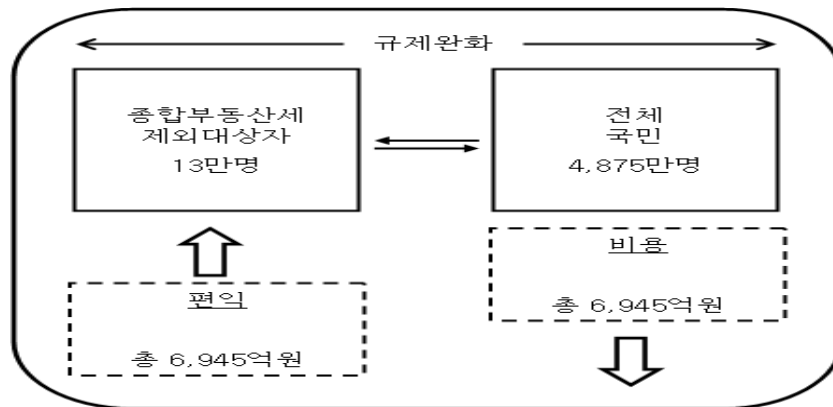 규제완화
종합부동산세
제외대상자
13만명
전체
국민
4,875만명
편익
총 6,945억원
비용
총 6,945억원